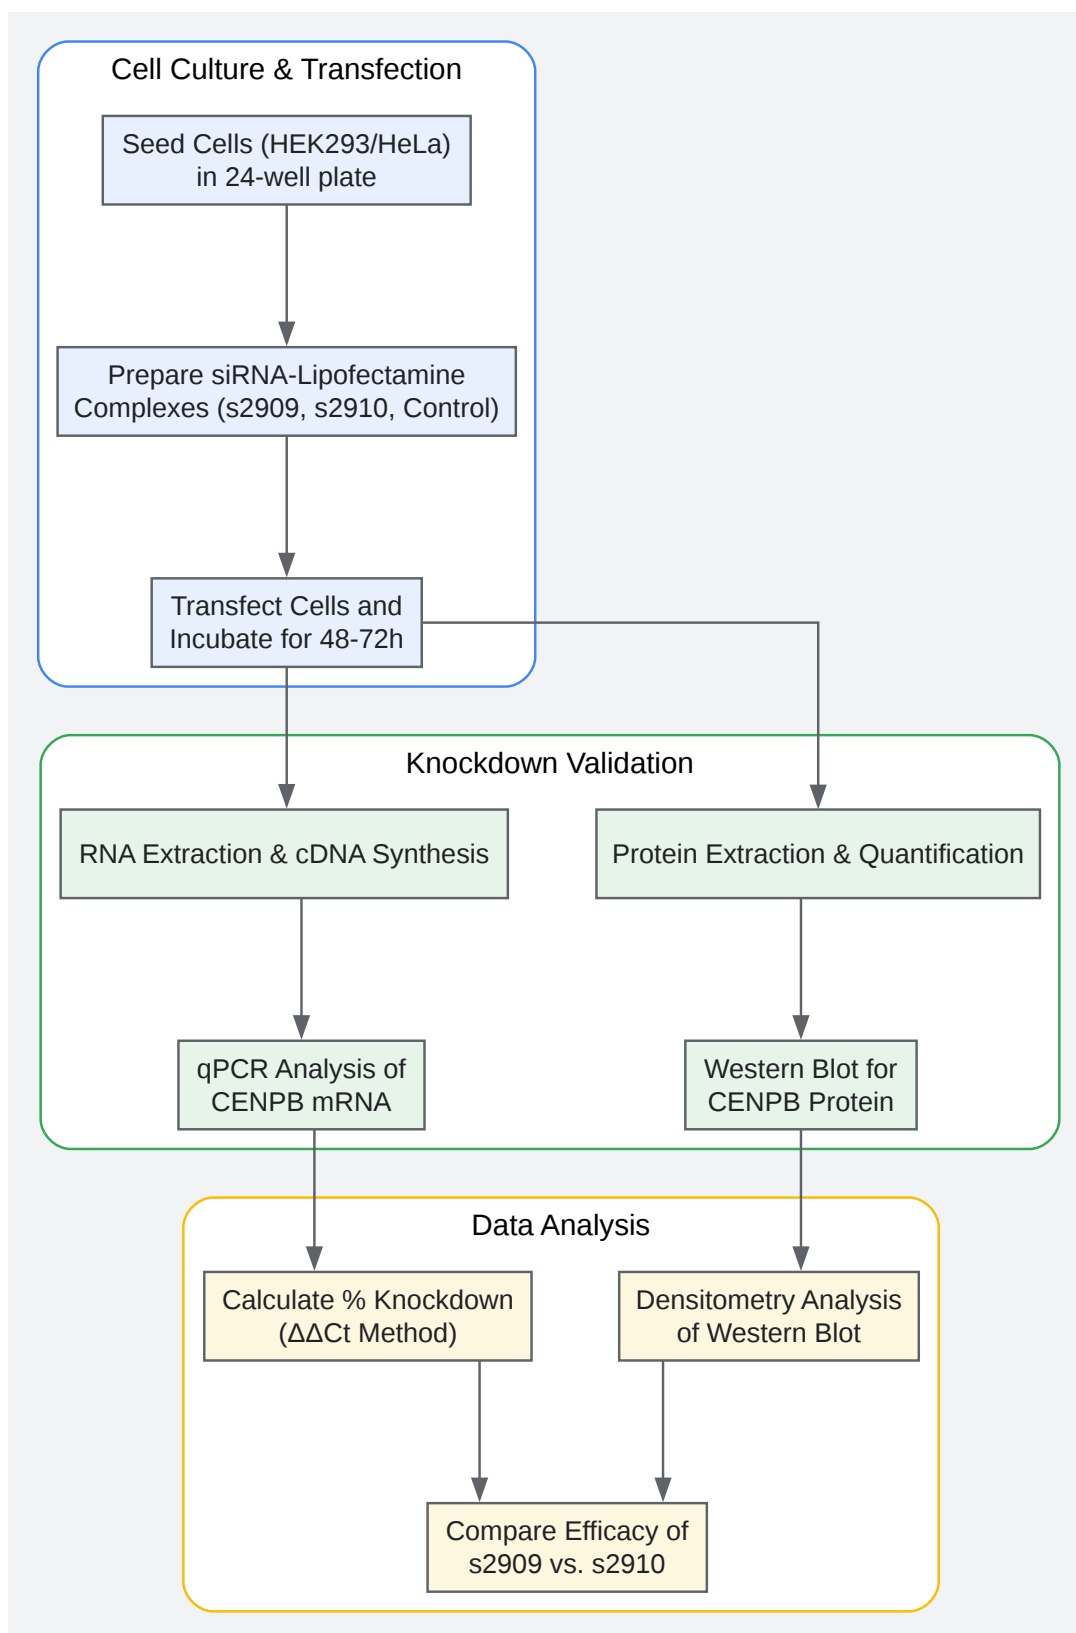 Cell Culture & Transfection
Seed Cells (HEK293/HeLa)
in 24-well plate
Prepare siRNA-Lipofectamine
Complexes (s2909, s2910, Control)
Transfect Cells and
Incubate for 48-72h
Knockdown Validation
RNA Extraction & cDNA Synthesis
Protein Extraction & Quantification
qPCR Analysis of
CENPB mRNA
Western Blot for
CENPB Protein
Data Analysis
Calculate % Knockdown
(ΔΔCt Method)
Densitometry Analysis
of Western Blot
Compare Efficacy of
s2909 vs. s2910